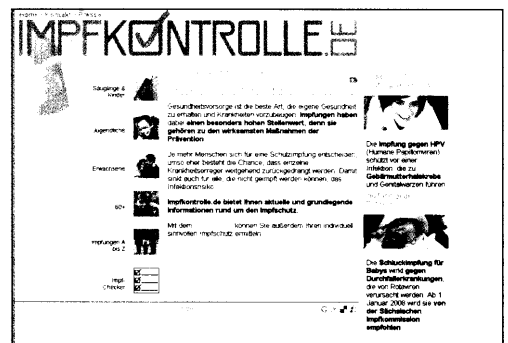 Home · Kontakt · Presse
IMPFKONTROLLE.DE
Säuglinge &
Kinder
Jugendliche
Erwachsene
60+
Impfungen A
bis Z
Impf-
Checker
Gesundheitsvorsorge ist die beste Art, die eigene Gesundheit
zu erhalten und Krankheiten vorzubeugen. Impfungen haben
dabei einen besonders hohen Stellenwert, denn sie
gehören zu den wirksamsten Maßnahmen der
Prävention
Je mehr Menschen sich für eine Schutzimpfung entscheiden,
umso eher besteht die Chance, dass einzelne
Krankheitserreger weitgehend zurückgedrängt werden. Damit
sinkt auch für alle, die nicht geimpft werden können, das
Infektionsrisiko
Impfkontrolle.de bietet Ihnen aktuelle und grundlegende
Informationen rund um den Impfschutz.
Mit dem können Sie außerdem Ihren individuell
sinnvollen Impfschutz ermitteln
Die Impfung gegen HPV
(Humane Papillomviren)
schützt vor einer
Infektion, die zu
Gebärmutterhalskrebs
und Genitalwarzen führen
Die Schluckimpfung für
Babys wird gegen
Durchfallerkrankungen,
die von Rotaviren
verursacht werden. Ab 1
Januar 2008 wird sie von
der Sächsischen
Impfkommission
empfohlen